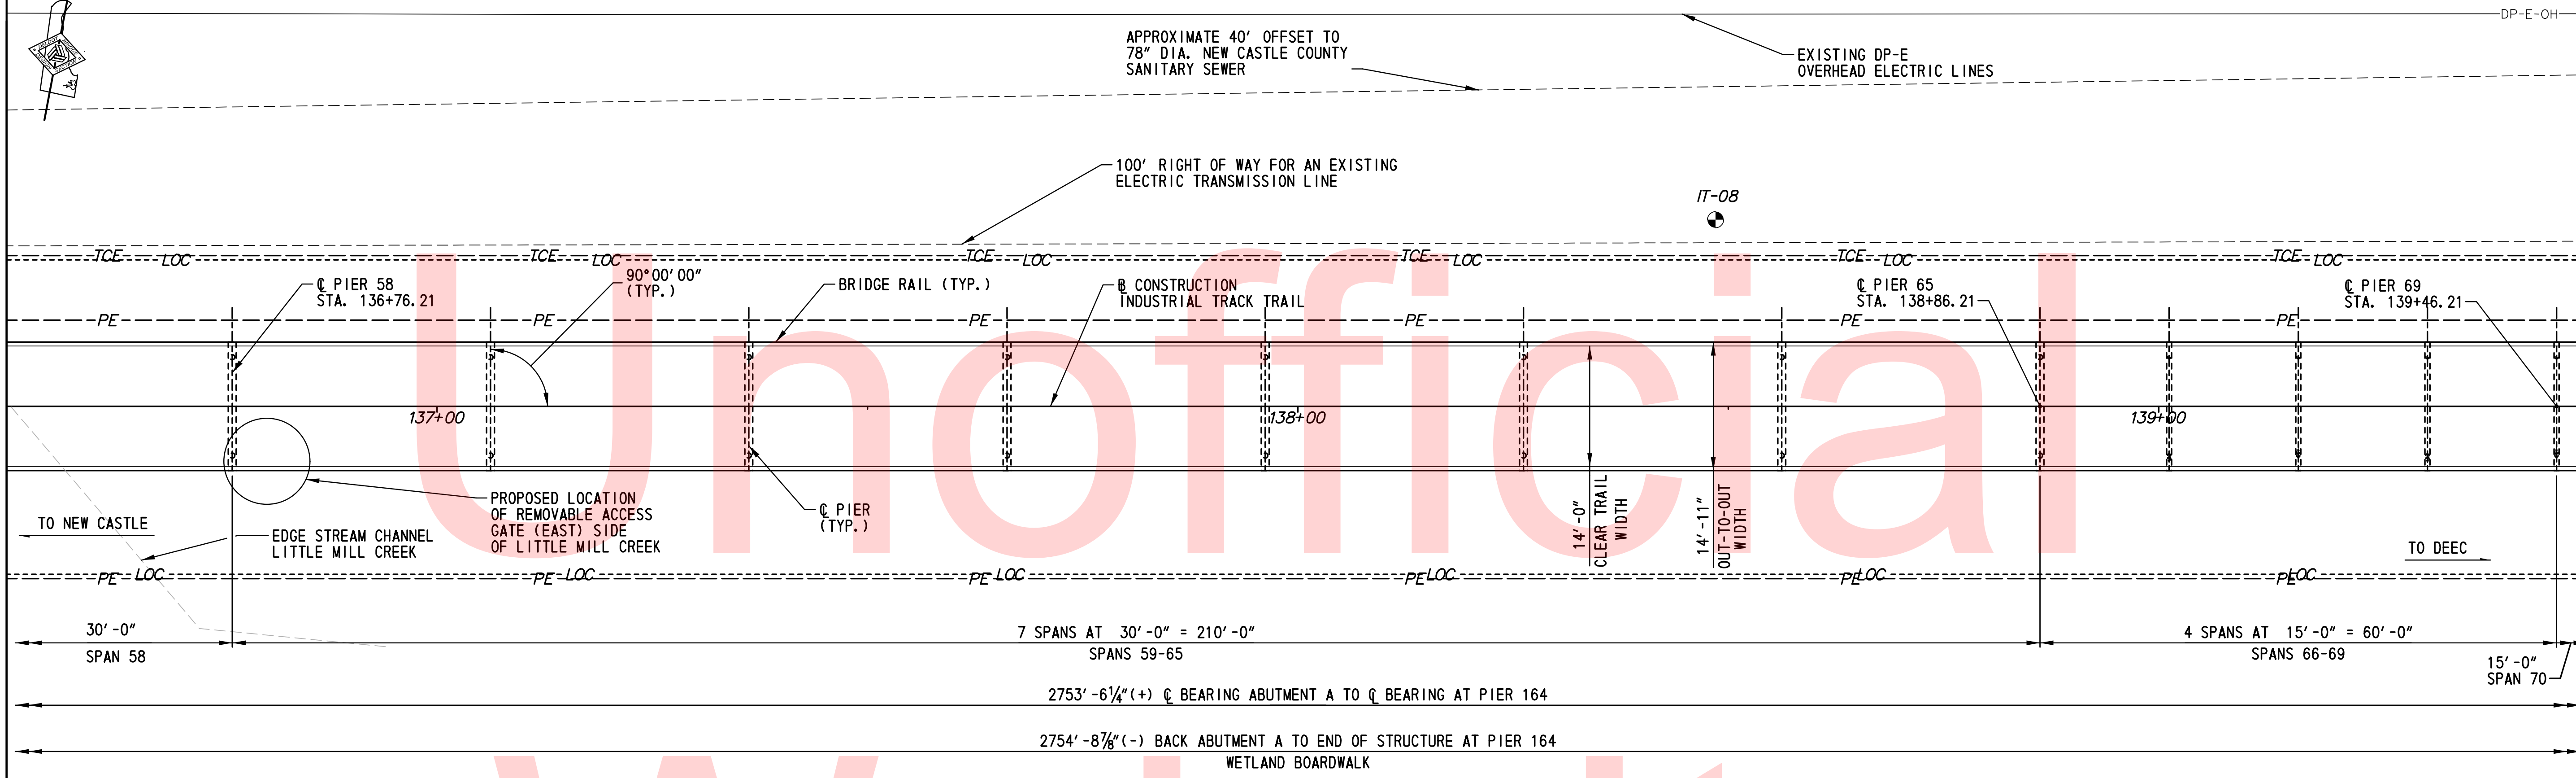 DP-E-OH
APPROXIMATE 40' OFFSET TO
78" DIA. NEW CASTLE COUNTY
SANITARY SEWER
EXISTING DP-E
OVERHEAD ELECTRIC LINES
100' RIGHT OF WAY FOR AN EXISTING
ELECTRIC TRANSMISSION LINE
IT-08
TCE LOC TCE LOC TCE LOC TCE LOC TCE LOC TCE LOC
℄ PIER 58
STA. 136+76.21
90°00'00"
(TYP.)
BRIDGE RAIL (TYP.)
BL CONSTRUCTION
INDUSTRIAL TRACK TRAIL
℄ PIER 65
STA. 138+86.21
℄ PIER 69
STA. 139+46.21
PE PE PE PE PE PE
137+00 138+00 139+00
Unofficial
PROPOSED LOCATION
OF REMOVABLE ACCESS
GATE (EAST) SIDE
OF LITTLE MILL CREEK
℄ PIER
(TYP.)
14'-0"
CLEAR TRAIL
WIDTH
14'-11"
OUT-TO-OUT
WIDTH
TO NEW CASTLE
EDGE STREAM CHANNEL
LITTLE MILL CREEK
TO DEEC
PE LOC PE LOC PE LOC PE LOC PE LOC PE LOC
30'-0"
SPAN 58
7 SPANS AT 30'-0" = 210'-0"
SPANS 59-65
4 SPANS AT 15'-0" = 60'-0"
SPANS 66-69
15'-0"
SPAN 70
2753'-6¼"(+) ℄ BEARING ABUTMENT A TO ℄ BEARING AT PIER 164
2754'-8⅞"(-) BACK ABUTMENT A TO END OF STRUCTURE AT PIER 164
WETLAND BOARDWALK